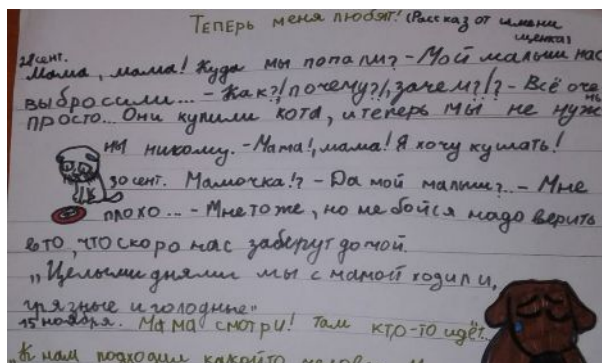 Теперь меня любят! (Рассказ от имени щенка)
28 сент.
Мама, мама! Куда мы попали? - Мой малыш нас
выбросили... - Как?! почему?!, зачем?!? - Всё очень
просто... Они купили кота, и теперь мы не нуж
ны никому. - Мама!, мама! Я хочу кушать!
30 сент. Мамочка!? - Да мой малыш?.. - Мне
плохо... - Мне тоже, но не бойся надо верить
в то, что скоро нас заберут домой.
„Целыми днями мы с мамой ходили,
грязные и голодные"
15 ноября. Мама смотри! Там кто-то идёт.
„К нам подходил какойто